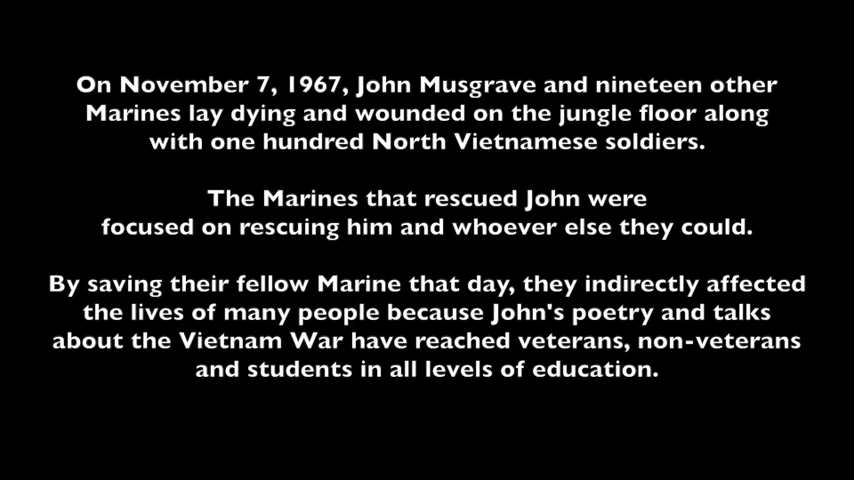 On November 7, 1967, John Musgrave and nineteen other
Marines lay dying and wounded on the jungle floor along
with one hundred North Vietnamese soldiers.
The Marines that rescued John were
focused on rescuing him and whoever else they could.
By saving their fellow Marine that day, they indirectly affected
the lives of many people because John's poetry and talks
about the Vietnam War have reached veterans, non-veterans
and students in all levels of education.